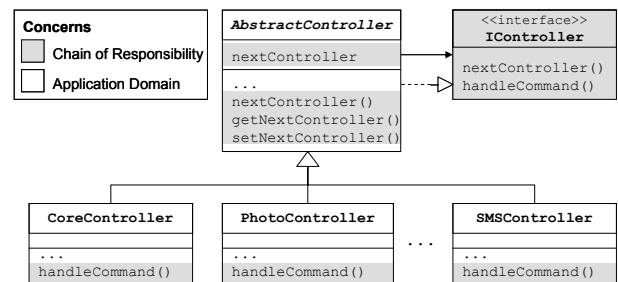 Concerns
Chain of Responsibility
Application Domain
AbstractController
nextController
...
nextController()
getNextController()
setNextController()
<<interface>>
IController
nextController()
handleCommand()
CoreController
...
handleCommand()
PhotoController
...
handleCommand()
...
SMSController
...
handleCommand()